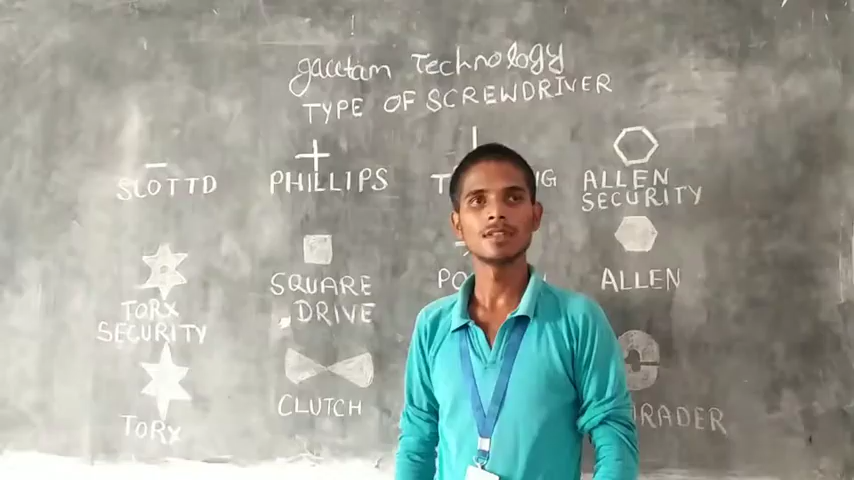 gautam Technology
TYPE OF SCREWDRIVER
SLOTTD
PHILLIPS
ALLEN
SECURITY
TORX
SECURITY
SQUARE
DRIVE
ALLEN
TORX
CLUTCH